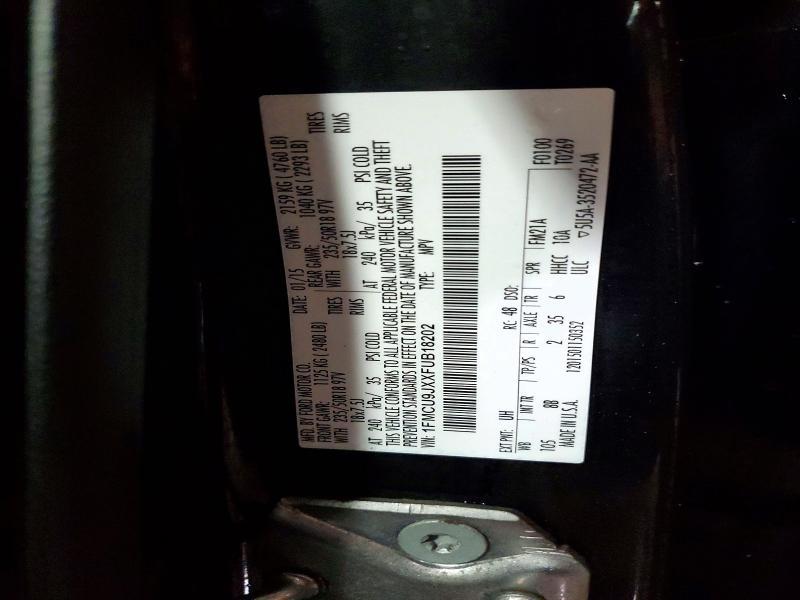 MFD. BY FORD MOTOR CO. DATE: 01/15 GVWR: 2159 KG ( 4760 LB)
FRONT GAWR: 1125 KG ( 2480 LB) REAR GAWR: 1040 KG ( 2293 LB)
WITH 235/50R18 97V TIRES WITH 235/50R18 97V TIRES
18x7.5J RIMS 18x7.5J RIMS
AT 240 kPa/ 35 PSI COLD AT 240 kPa/ 35 PSI COLD
THIS VEHICLE CONFORMS TO ALL APPLICABLE FEDERAL MOTOR VEHICLE SAFETY AND THEFT
PREVENTION STANDARDS IN EFFECT ON THE DATE OF MANUFACTURE SHOWN ABOVE.
VIN: 1FMCU9JXXFUB18202 TYPE: MPV
F0100
T0269
EXT PNT: UH RC: 48 DSO:
WB INT TR TP/PS R AXLE TR SPR FM21A
105 8B 2 35 6 HHCC 10A
MADE IN U.S.A. 1201501150352 ULC ▽5U5A-3520472-AA